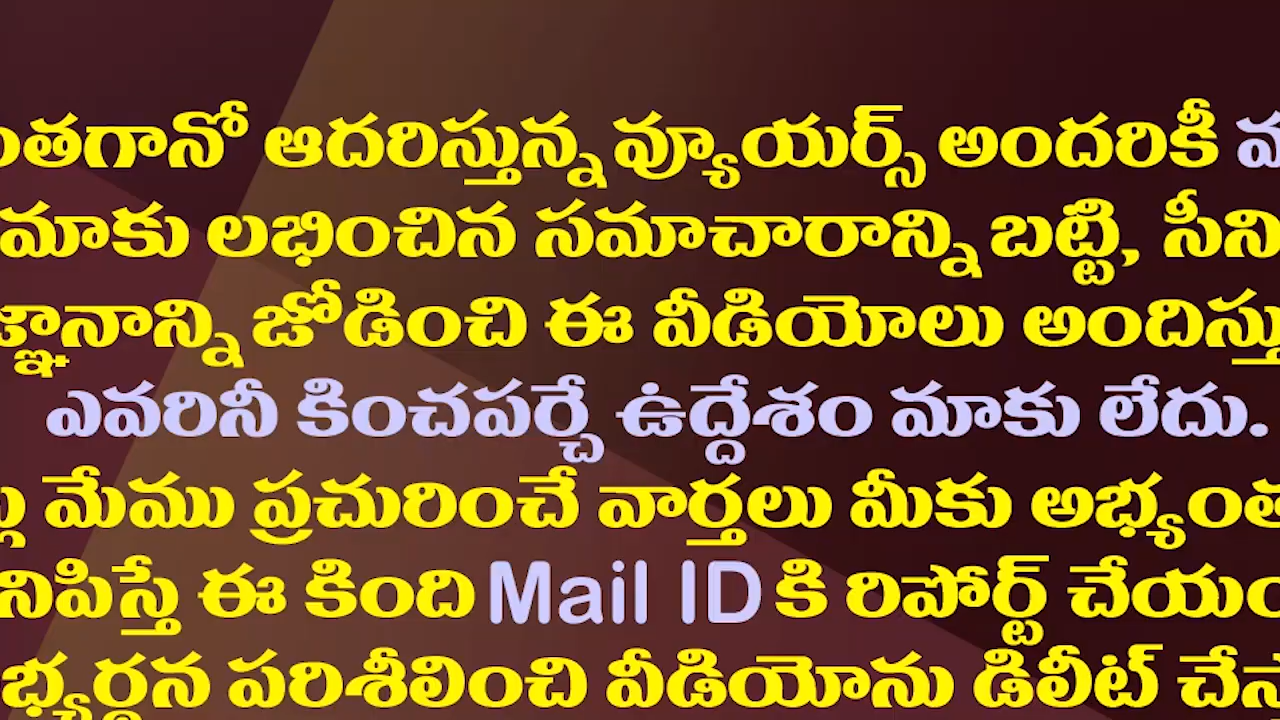 ఆదరిస్తున్న వ్యూయర్స్ అందరికీ
మాకు లభించిన సమాచారాన్ని బట్టి,
జోడించి ఈ వీడియోలు
ఎవరినీ కించపర్చే ఉద్దేశం మాకు లేదు.
మేము ప్రచురించే వార్తలు మీకు
ఈ కింది Mail ID కి రిపోర్ట్
పరిశీలించి వీడియోను డిలీట్